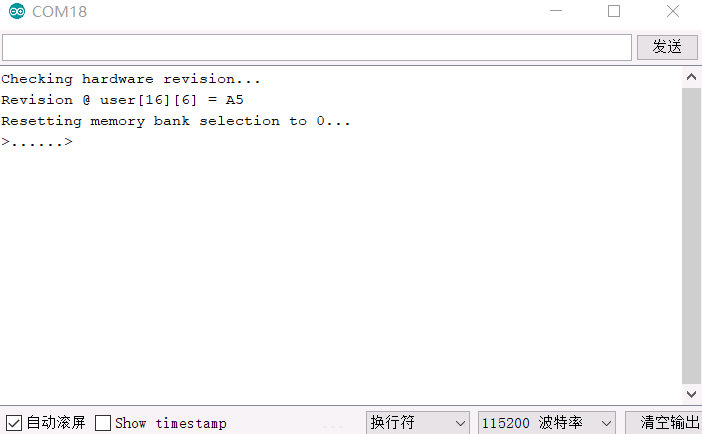 COM18
发送
Checking hardware revision...
Revision @ user[16][6] = A5
Resetting memory bank selection to 0...
>......>
自动滚屏 Show timestamp 换行符 115200 波特率 清空输出